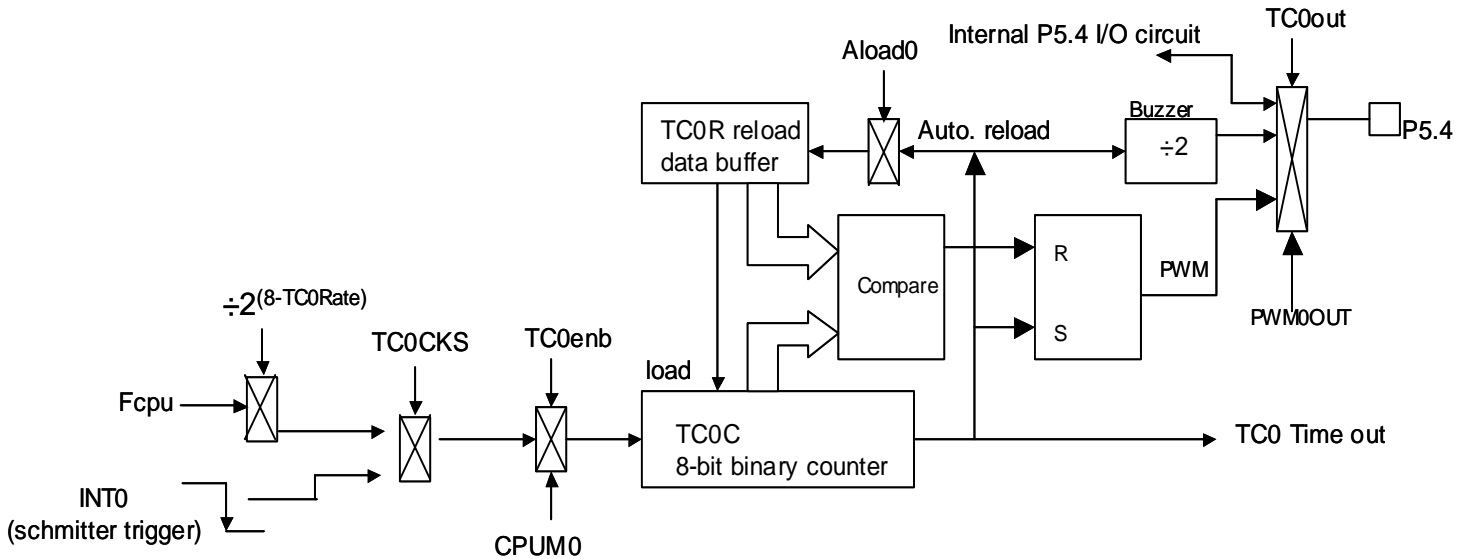 TC0out
Internal P5.4 I/O circuit
Aload0
Buzzer
TC0R reload
data buffer
Auto. reload
÷2
P5.4
R
Compare
PWM
S
PWM0OUT
÷2(8-TC0Rate)
TC0CKS
TC0enb
load
Fcpu
TC0C
8-bit binary counter
TC0 Time out
INT0
(schmitter trigger)
CPUM0